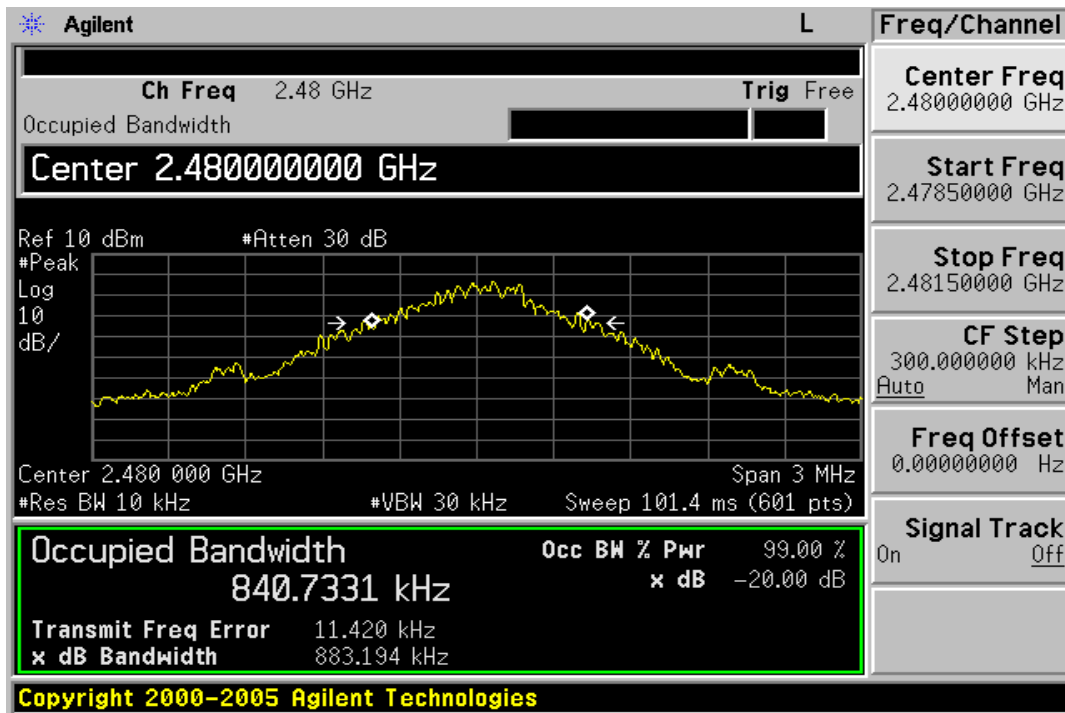 Agilent L
Ch Freq 2.48 GHz Trig Free
Occupied Bandwidth
Center 2.480000000 GHz
Ref 10 dBm #Atten 30 dB
#Peak
Log
10
dB/
Center 2.480 000 GHz Span 3 MHz
#Res BW 10 kHz #VBW 30 kHz Sweep 101.4 ms (601 pts)
Occupied Bandwidth Occ BW % Pwr 99.00 %
840.7331 kHz x dB -20.00 dB
Transmit Freq Error 11.420 kHz
x dB Bandwidth 883.194 kHz
Copyright 2000-2005 Agilent Technologies
Freq/Channel
Center Freq
2.48000000 GHz
Start Freq
2.47850000 GHz
Stop Freq
2.48150000 GHz
CF Step
300.000000 kHz
Auto Man
Freq Offset
0.00000000 Hz
Signal Track
On Off